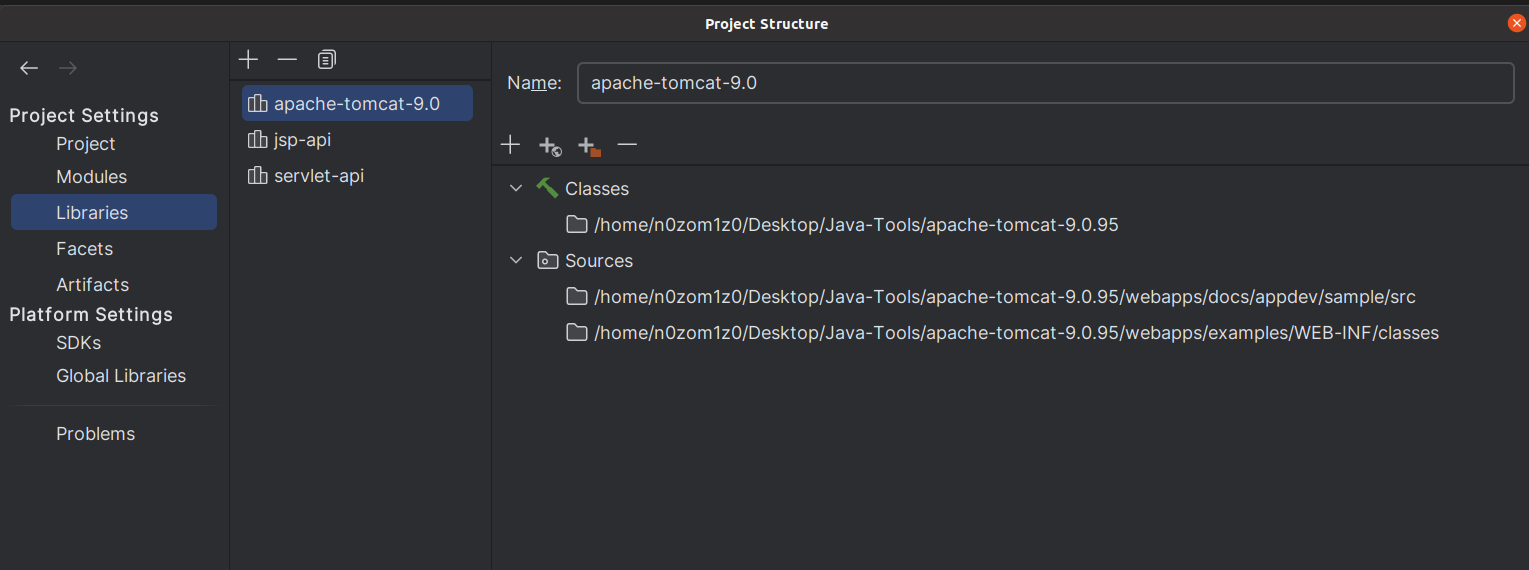 Project Structure
Project Settings
Project
Modules
Libraries
Facets
Artifacts
Platform Settings
SDKs
Global Libraries
Problems
apache-tomcat-9.0
jsp-api
servlet-api
Name: apache-tomcat-9.0
Classes
/home/n0zom1z0/Desktop/Java-Tools/apache-tomcat-9.0.95
Sources
/home/n0zom1z0/Desktop/Java-Tools/apache-tomcat-9.0.95/webapps/docs/appdev/sample/src
/home/n0zom1z0/Desktop/Java-Tools/apache-tomcat-9.0.95/webapps/examples/WEB-INF/classes